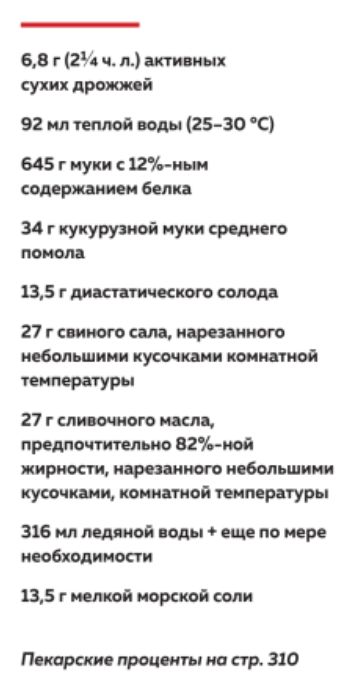 6,8 г (2¼ ч. л.) активных
сухих дрожжей
92 мл теплой воды (25–30 °C)
645 г муки с 12%-ным
содержанием белка
34 г кукурузной муки среднего
помола
13,5 г диастатического солода
27 г свиного сала, нарезанного
небольшими кусочками комнатной
температуры
27 г сливочного масла,
предпочтительно 82%-ной
жирности, нарезанного небольшими
кусочками, комнатной температуры
316 мл ледяной воды + еще по мере
необходимости
13,5 г мелкой морской соли
Пекарские проценты на стр. 310